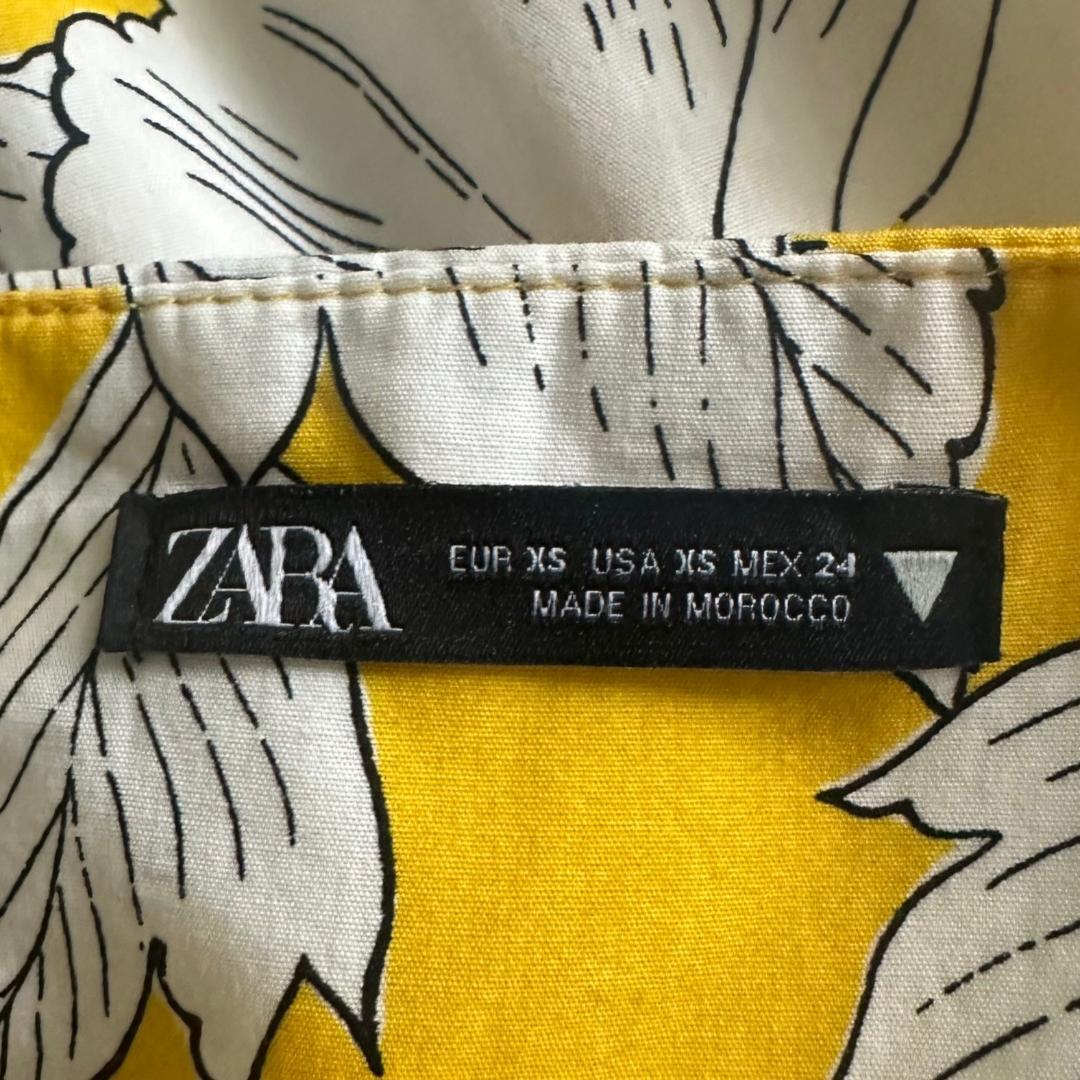 ZARA
EUR XS USA XS MEX 24
MADE IN MOROCCO